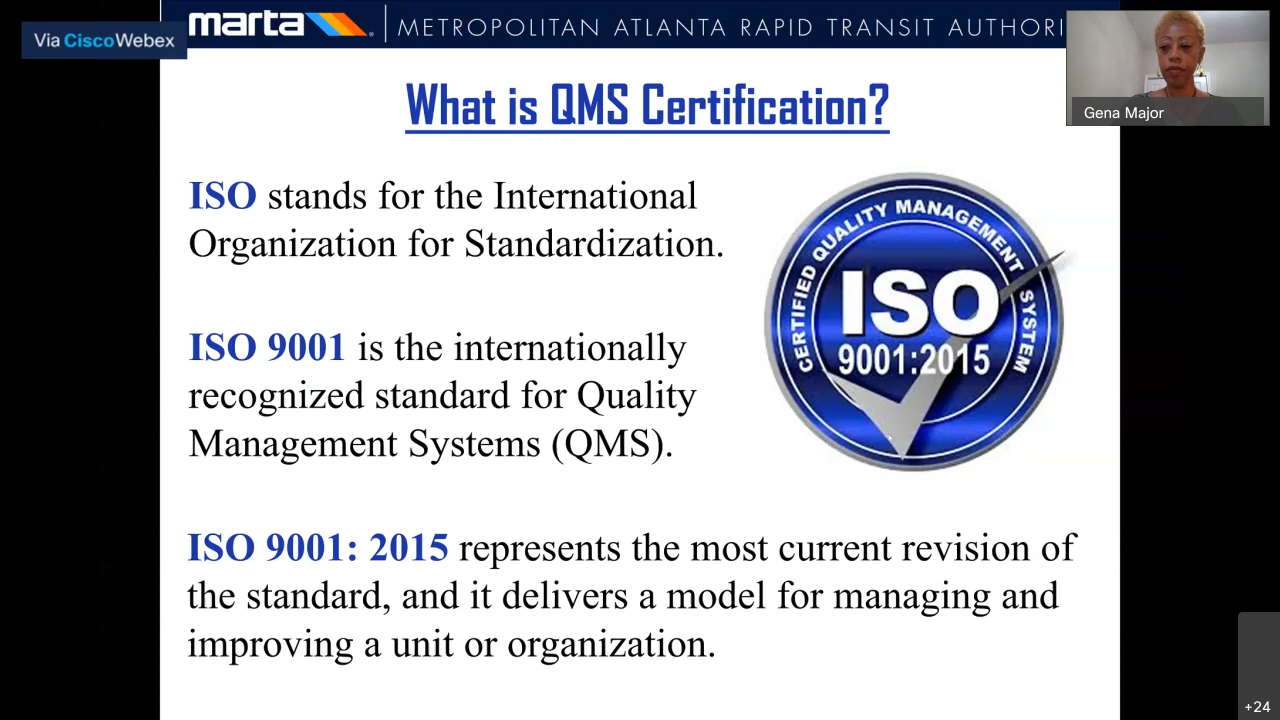 marta
METROPOLITAN ATLANTA RAPID TRANSIT AUTHORI
Via Cisco Webex
Gena Major
What is QMS Certification?
ISO stands for the International
Organization for Standardization.
ISO 9001 is the internationally
recognized standard for Quality
Management Systems (QMS).
CERTIFIED QUALITY MANAGEMENT SYSTEM
ISO
9001:2015
ISO 9001: 2015 represents the most current revision of
the standard, and it delivers a model for managing and
improving a unit or organization.
+24